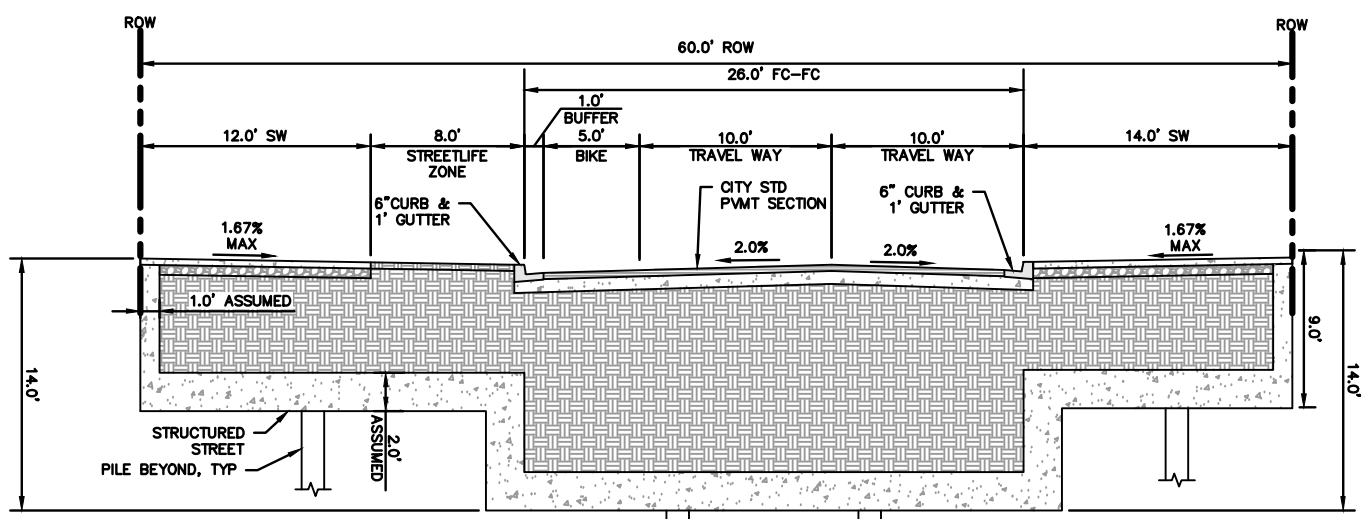 ROW
ROW
60.0' ROW
26.0' FC-FC
1.0'
BUFFER
12.0' SW
8.0'
STREETLIFE
ZONE
5.0'
BIKE
10.0'
TRAVEL WAY
10.0'
TRAVEL WAY
14.0' SW
6"CURB &
1' GUTTER
CITY STD
PVMT SECTION
6" CURB &
1' GUTTER
1.67%
MAX
2.0%
2.0%
1.67%
MAX
1.0' ASSUMED
14.0'
9.0'
14.0'
2.0'
ASSUMED
STRUCTURED
STREET
PILE BEYOND, TYP